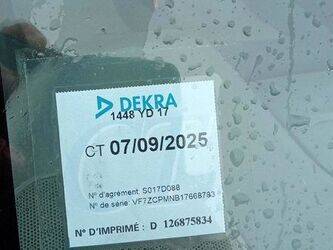 DEKRA
1448 YD 17
CT 07/09/2025
N° d'agrément: S017D088
N° de série: VF7ZCPMNB17668783
N° D'IMPRIMÉ : D 126875834